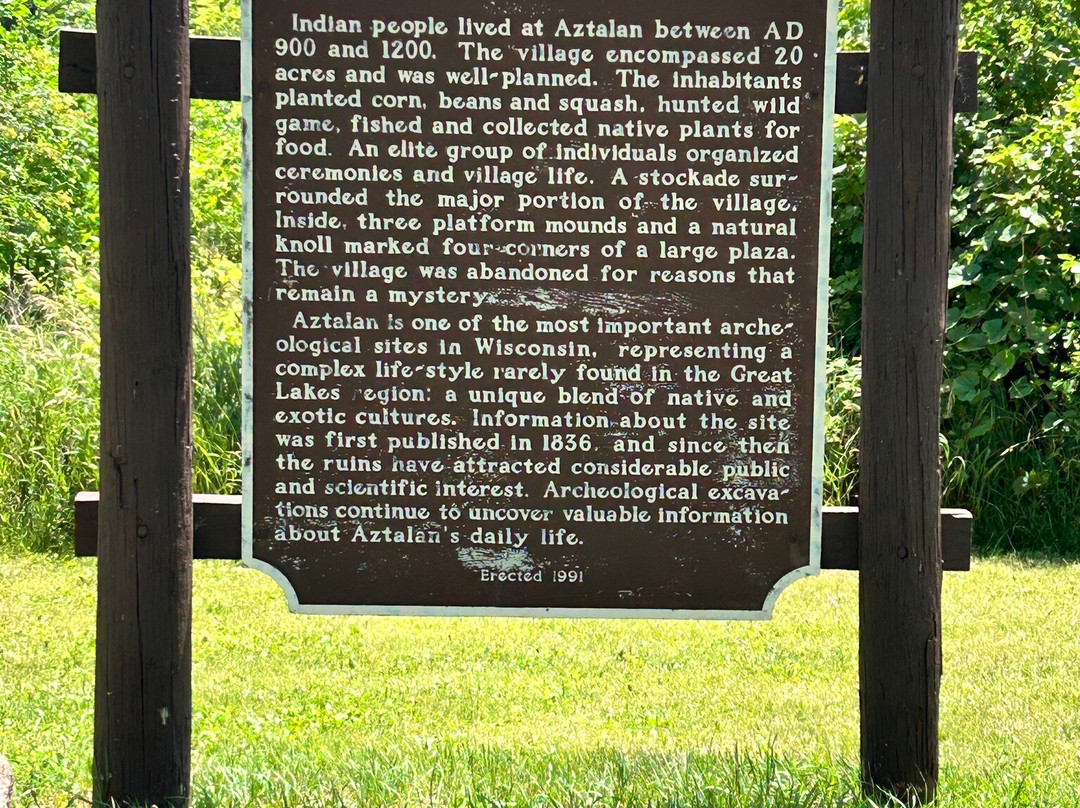 Indian people lived at Aztalan between AD
900 and 1200. The village encompassed 20
acres and was well-planned. The inhabitants
planted corn, beans and squash, hunted wild
game, fished and collected native plants for
food. An elite group of individuals organized
ceremonies and village life. A stockade sur-
rounded the major portion of the village.
Inside, three platform mounds and a natural
knoll marked four corners of a large plaza.
The village was abandoned for reasons that
remain a mystery.
Aztalan is one of the most important arche-
ological sites in Wisconsin, representing a
complex life-style rarely found in the Great
Lakes region: a unique blend of native and
exotic cultures. Information about the site
was first published in 1836, and since then
the ruins have attracted considerable public
and scientific interest. Archeological excava-
tions continue to uncover valuable information
about Aztalan's daily life.
Erected 1991